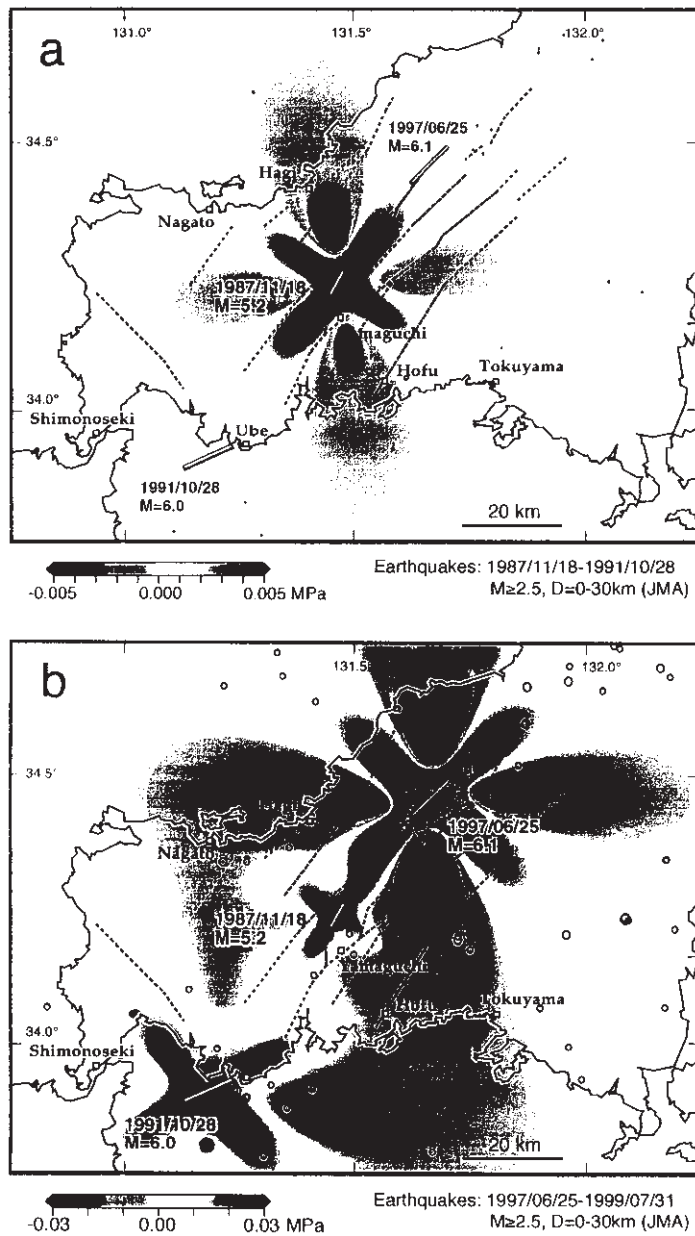 131.0° 131.5° 132.0°
a
1997/06/25
M=6.1
34.5°
Hagi
Nagato
1987/11/18
M=5.2
maguchi
Hofu
Tokuyama
34.0°
Shimonoseki
Ube
1991/10/28
M=6.0
20 km
-0.005 0.000 0.005 MPa
Earthquakes: 1987/11/18-1991/10/28
M≥2.5, D=0-30km (JMA)
b
131.5° 132.0°
34.5°
Nagato
1997/06/25
M=6.1
1987/11/18
M=5.2
Yamaguchi
Hofu
Tokuyama
34.0°
Shimonoseki
1991/10/28
M=6.0
20 km
-0.03 0.00 0.03 MPa
Earthquakes: 1997/06/25-1999/07/31
M≥2.5, D=0-30km (JMA)